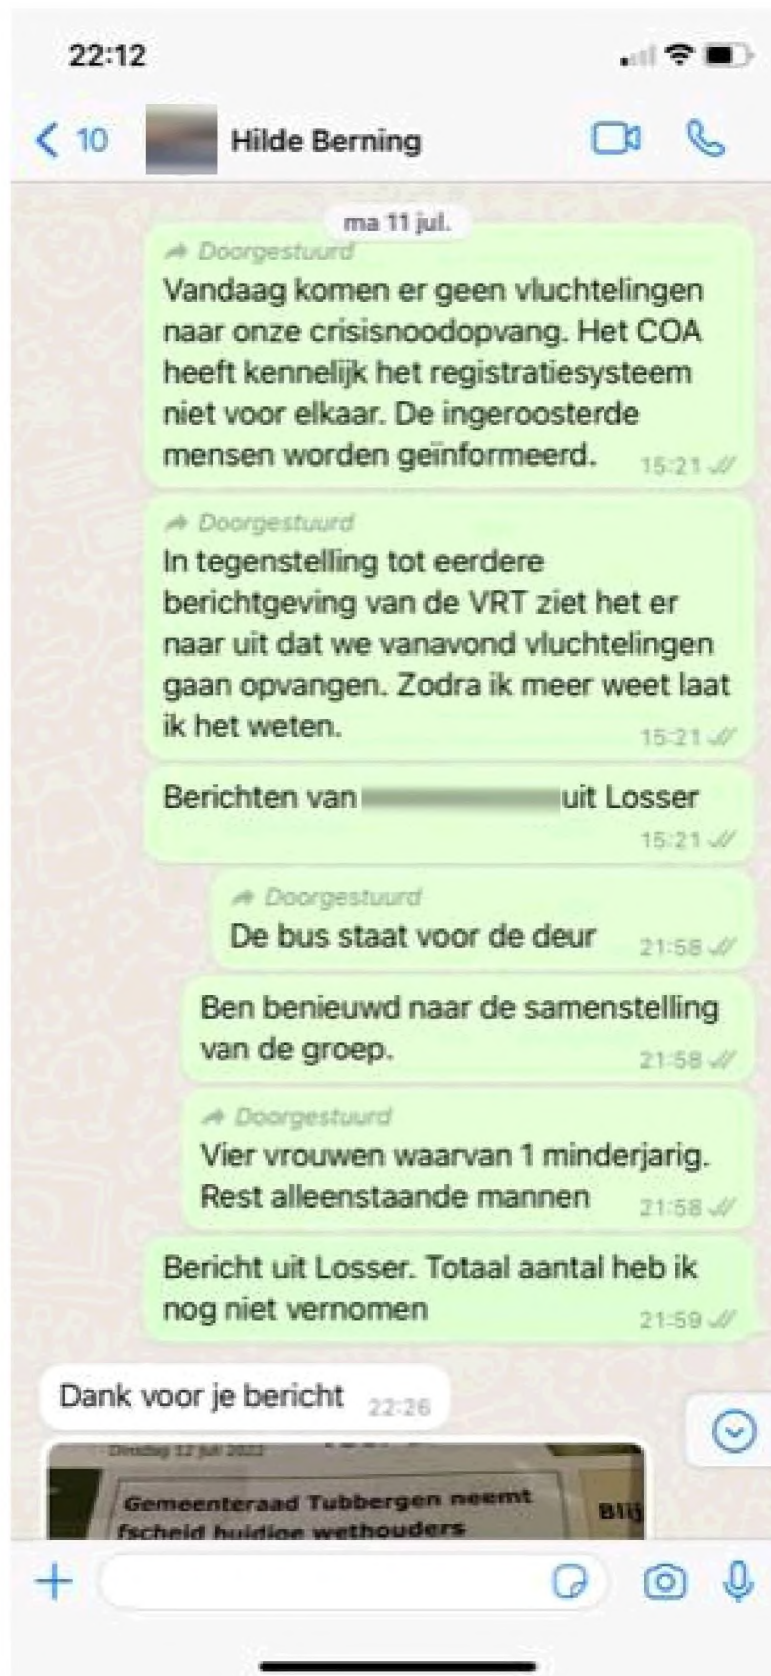 22:12
10
Hilde Berning
ma 11 jul.
Doorgestuurd
Vandaag komen er geen vluchtelingen
naar onze crisisnoodopvang. Het COA
heeft kennelijk het registratiesysteem
niet voor elkaar. De ingeroosterde
mensen worden geïnformeerd. 15:21
Doorgestuurd
In tegenstelling tot eerdere
berichtgeving van de VRT ziet het er
naar uit dat we vanavond vluchtelingen
gaan opvangen. Zodra ik meer weet laat
ik het weten. 15:21
Berichten van uit Losser
15:21
Doorgestuurd
De bus staat voor de deur 21:58
Ben benieuwd naar de samenstelling
van de groep. 21:58
Doorgestuurd
Vier vrouwen waarvan 1 minderjarig.
Rest alleenstaande mannen 21:58
Bericht uit Losser. Totaal aantal heb ik
nog niet vernomen 21:59
Dank voor je bericht 22:26
Dinsdag 12 juli 2022
Gemeenteraad Tubbergen neemt
fscheid huidige wethouders
Blij